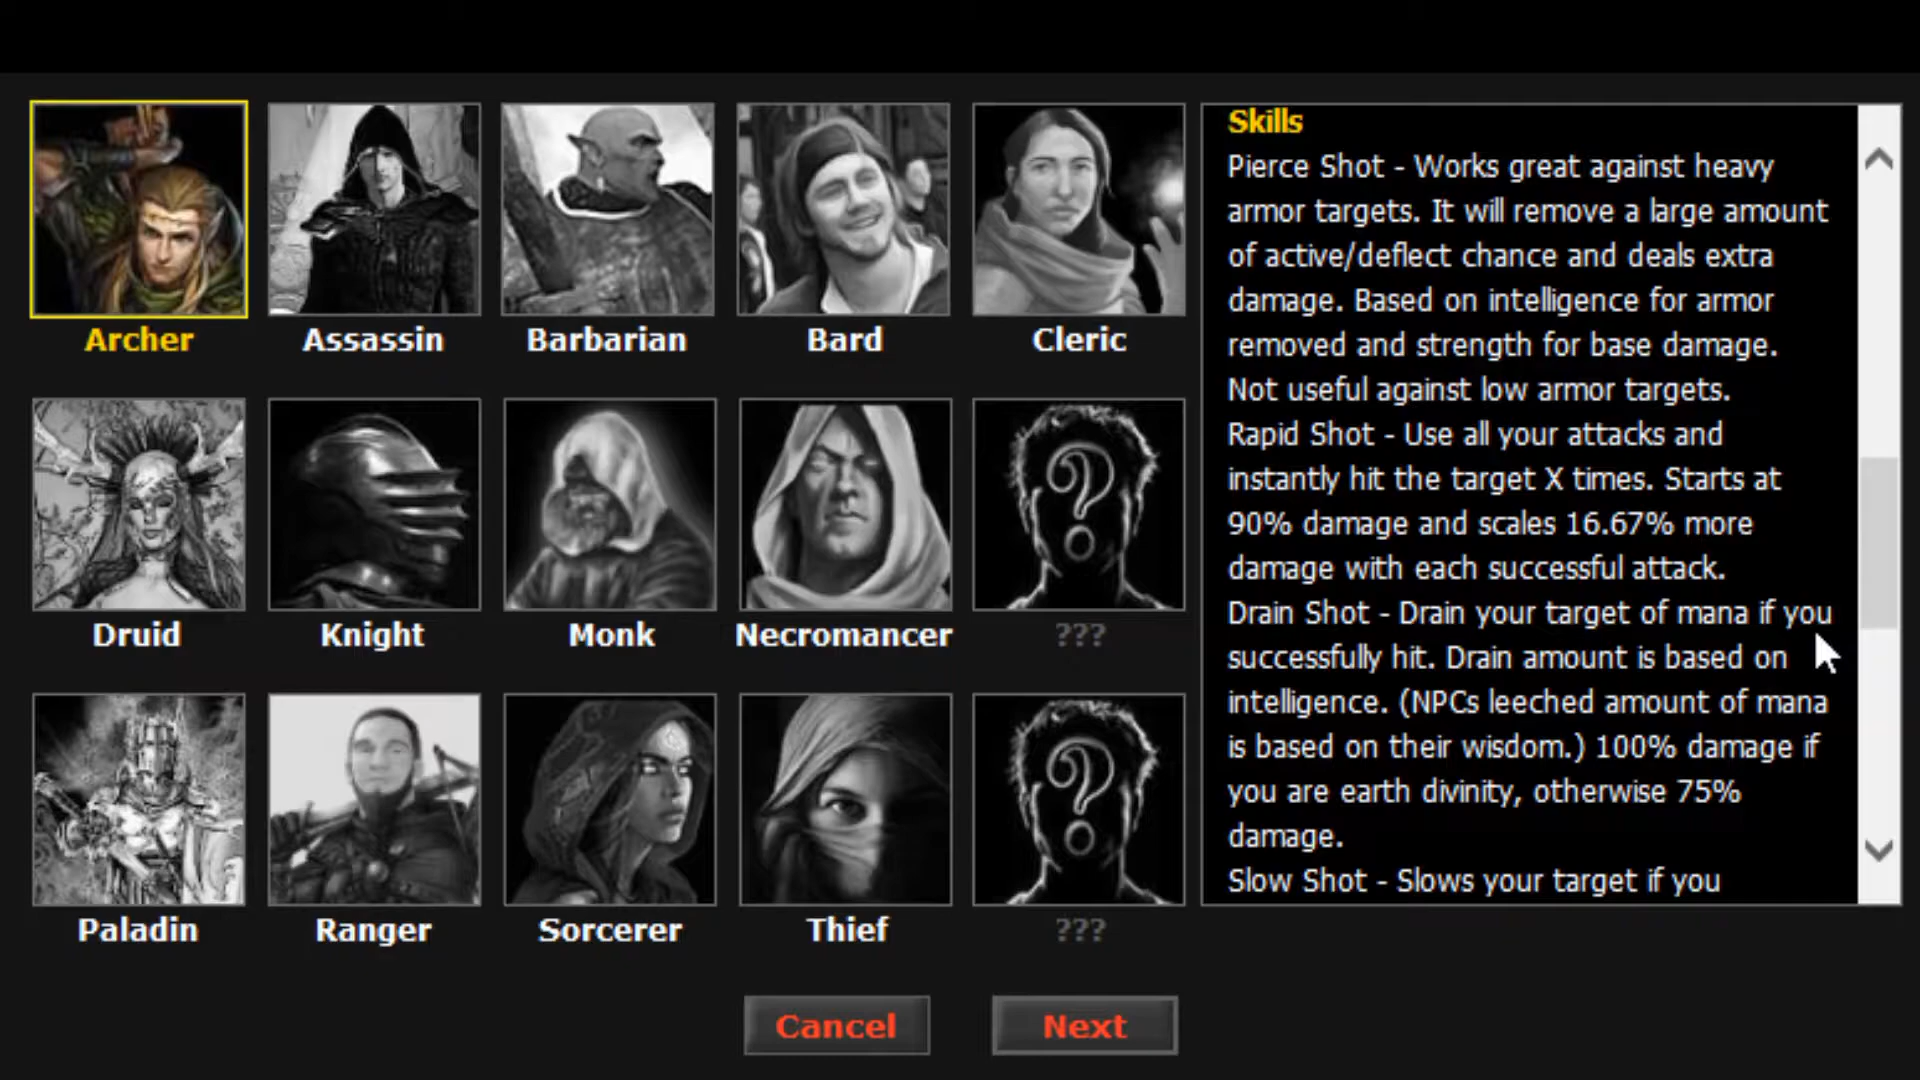 Archer
Assassin
Barbarian
Bard
Cleric
Druid
Knight
Monk
Necromancer
???
Paladin
Ranger
Sorcerer
Thief
???
Skills
Pierce Shot - Works great against heavy
armor targets. It will remove a large amount
of active/deflect chance and deals extra
damage. Based on intelligence for armor
removed and strength for base damage.
Not useful against low armor targets.
Rapid Shot - Use all your attacks and
instantly hit the target X times. Starts at
90% damage and scales 16.67% more
damage with each successful attack.
Drain Shot - Drain your target of mana if you
successfully hit. Drain amount is based on
intelligence. (NPCs leeched amount of mana
is based on their wisdom.) 100% damage if
you are earth divinity, otherwise 75%
damage.
Slow Shot - Slows your target if you
Cancel
Next